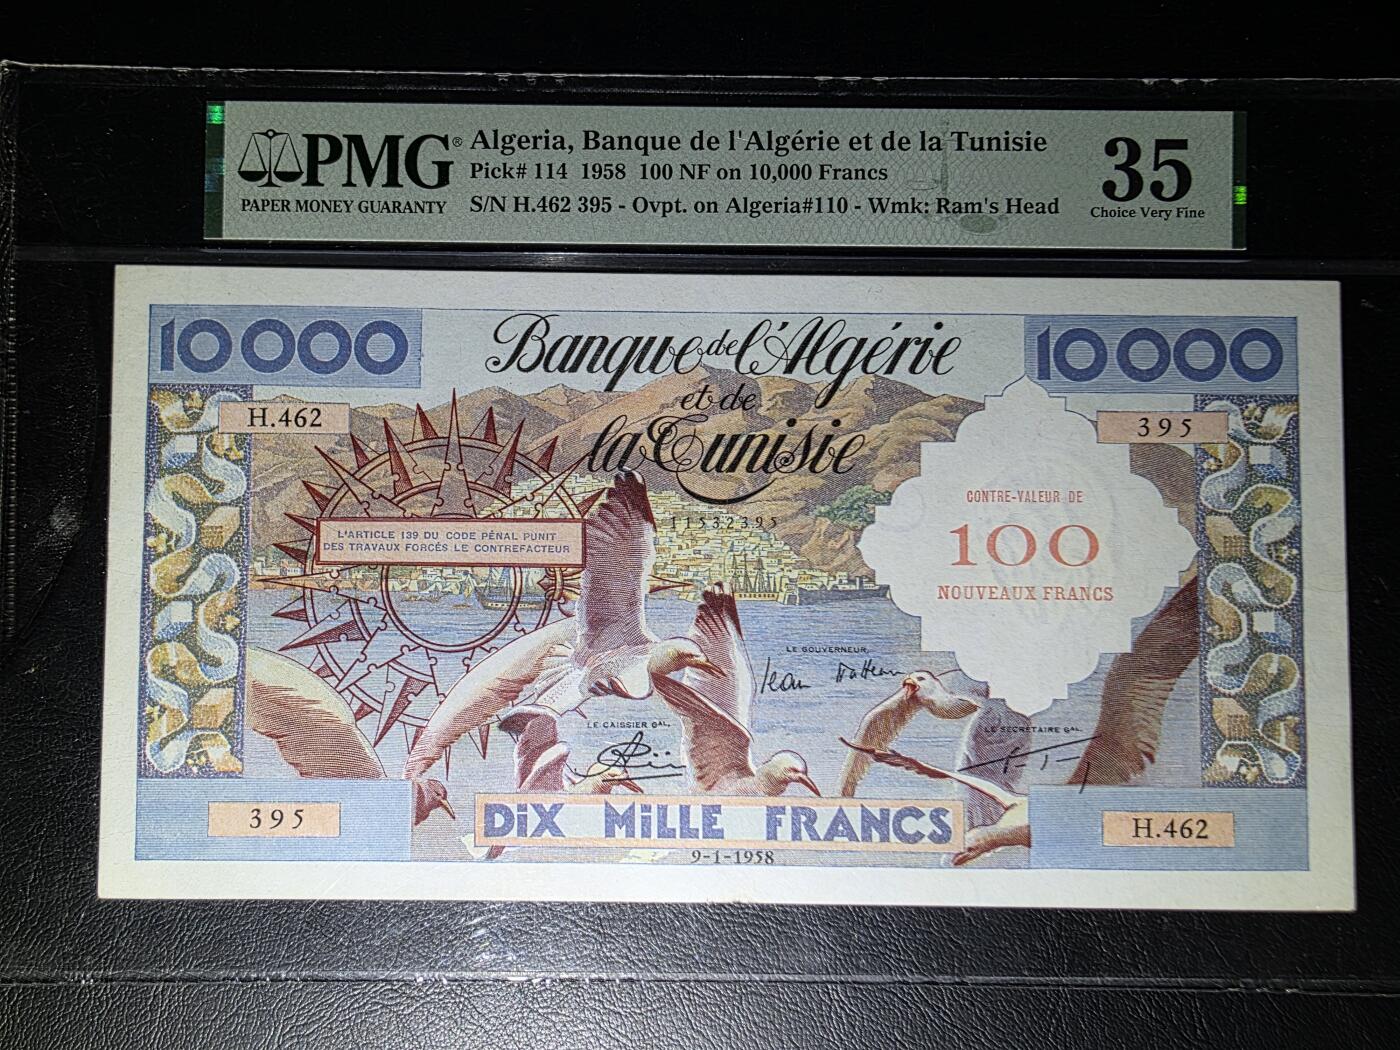 PMG®
PAPER MONEY GUARANTY
Algeria, Banque de l'Algérie et de la Tunisie
Pick# 114 1958 100 NF on 10,000 Francs
S/N H.462 395 - Ovpt. on Algeria#110 - Wmk: Ram's Head
35
Choice Very Fine
10000
Banque de l'Algérie
et de
la Tunisie
10000
H.462
395
CONTRE-VALEUR DE
100
NOUVEAUX FRANCS
L'ARTICLE 139 DU CODE PÉNAL PUNIT
DES TRAVAUX FORCÉS LE CONTREFACTEUR
11532395
LE GOUVERNEUR,
LE CAISSIER GAL.
LE SECRÉTAIRE GAL.
395
DIX MILLE FRANCS
9-1-1958
H.462